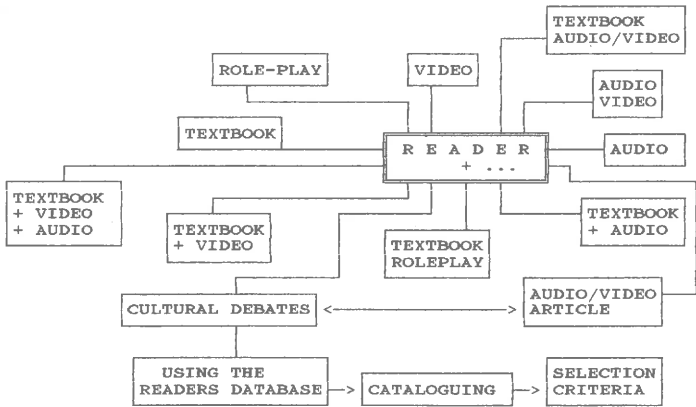 TEXTBOOK
AUDIO/VIDEO
ROLE-PLAY
VIDEO
AUDIO
VIDEO
TEXTBOOK
R E A D E R
+ ...
AUDIO
TEXTBOOK
+ VIDEO
+ AUDIO
TEXTBOOK
+ VIDEO
TEXTBOOK
ROLEPLAY
TEXTBOOK
+ AUDIO
CULTURAL DEBATES
AUDIO/VIDEO
ARTICLE
USING THE
READERS DATABASE
CATALOGUING
SELECTION
CRITERIA